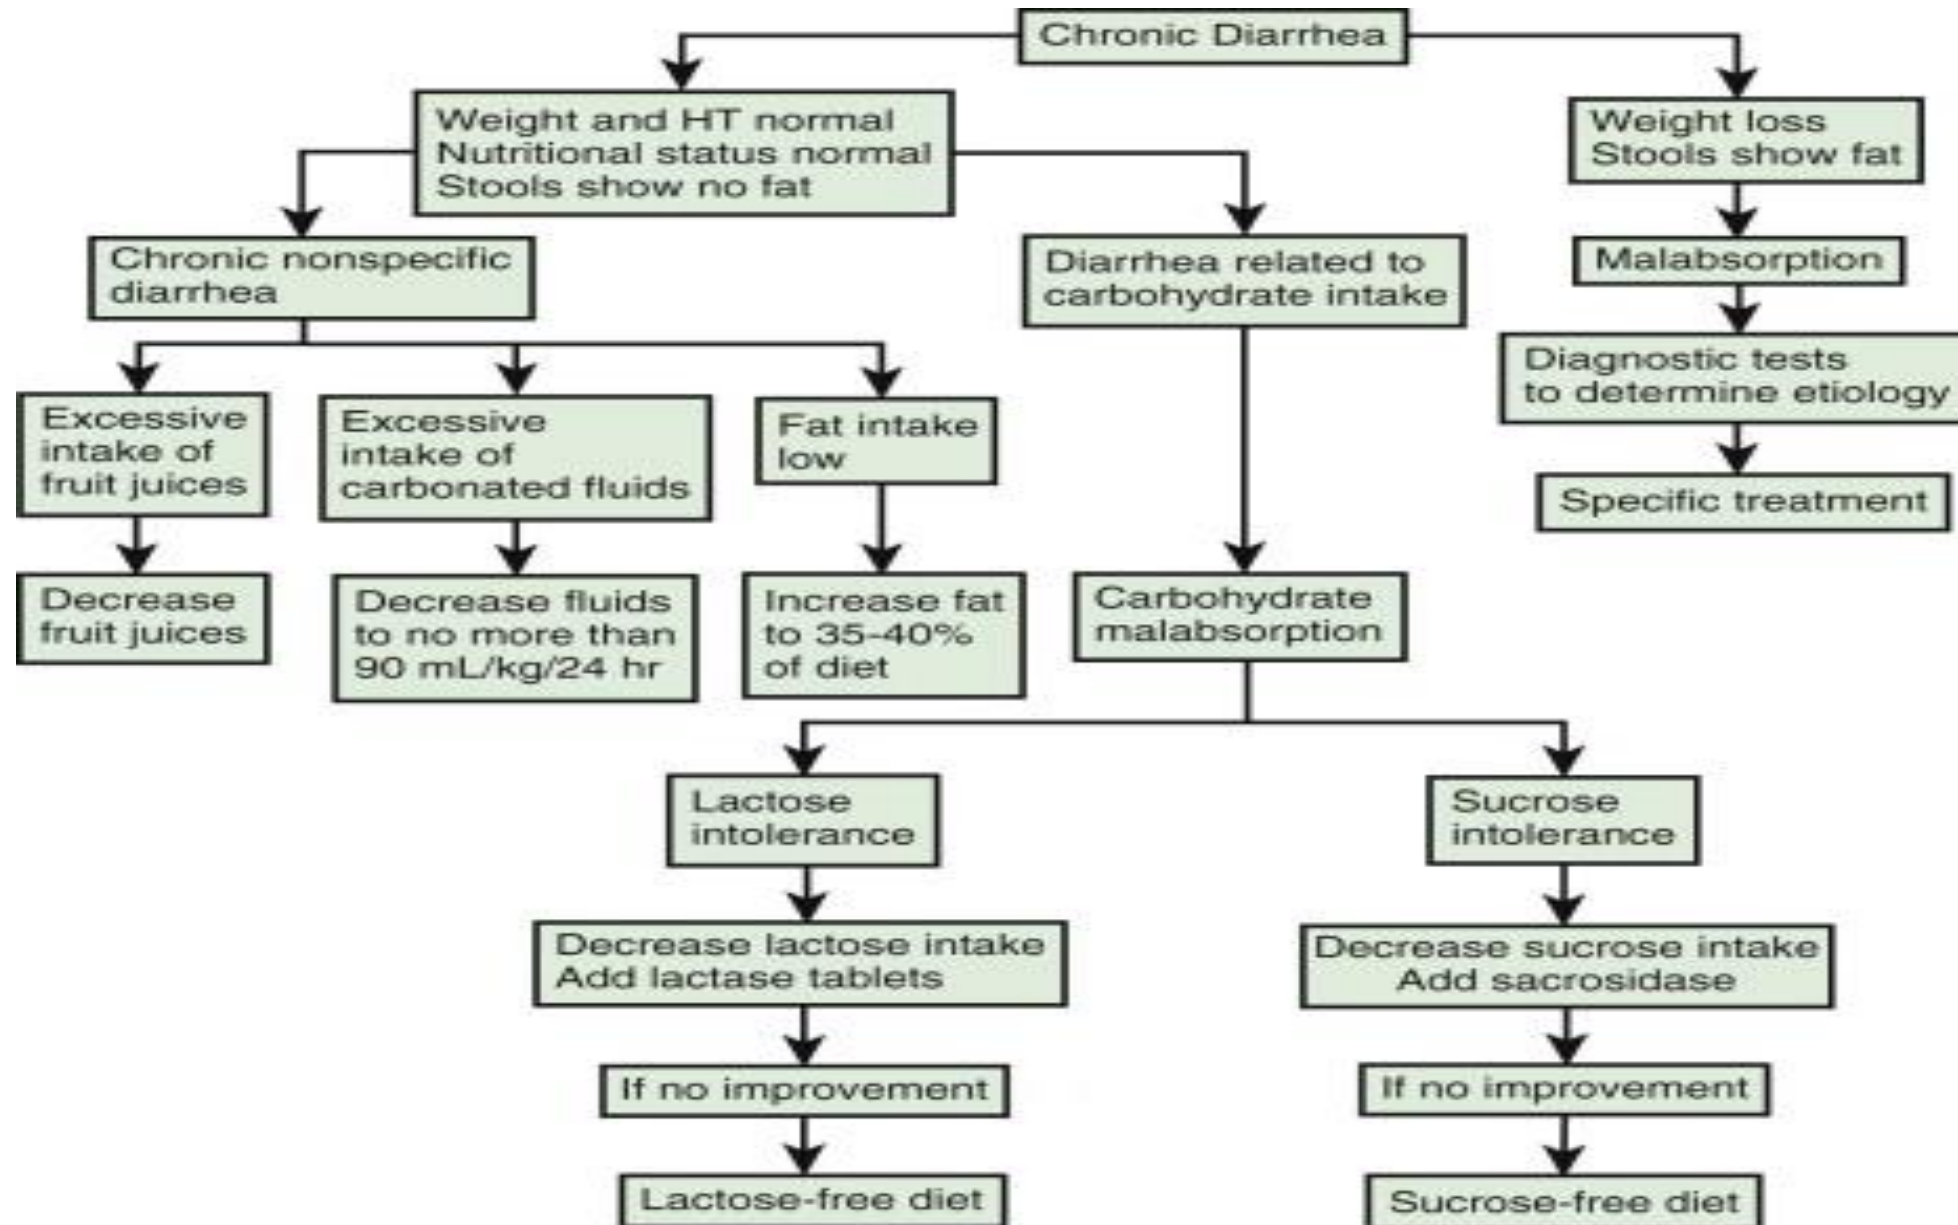 Chronic Diarrhea
Weight and HT normal
Nutritional status normal
Stools show no fat
Weight loss
Stools show fat
Chronic nonspecific
diarrhea
Diarrhea related to
carbohydrate intake
Malabsorption
Diagnostic tests
to determine etiology
Specific treatment
Excessive
intake of
fruit juices
Excessive
intake of
carbonated fluids
Fat intake
low
Decrease
fruit juices
Decrease fluids
to no more than
90 mL/kg/24 hr
Increase fat
to 35-40%
of diet
Carbohydrate
malabsorption
Lactose
intolerance
Sucrose
intolerance
Decrease lactose intake
Add lactase tablets
Decrease sucrose intake
Add sacrosidase
If no improvement
If no improvement
Lactose-free diet
Sucrose-free diet